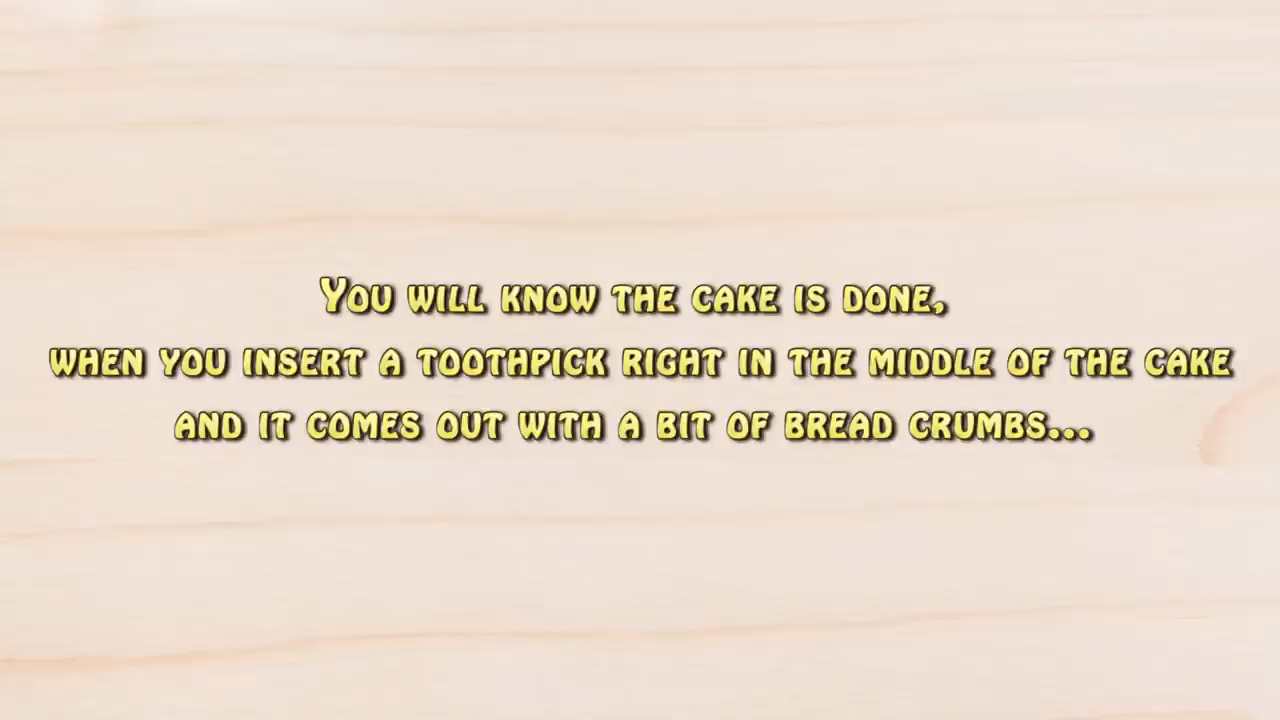 You will know the cake is done,
when you insert a toothpick right in the middle of the cake
and it comes out with a bit of bread crumbs...